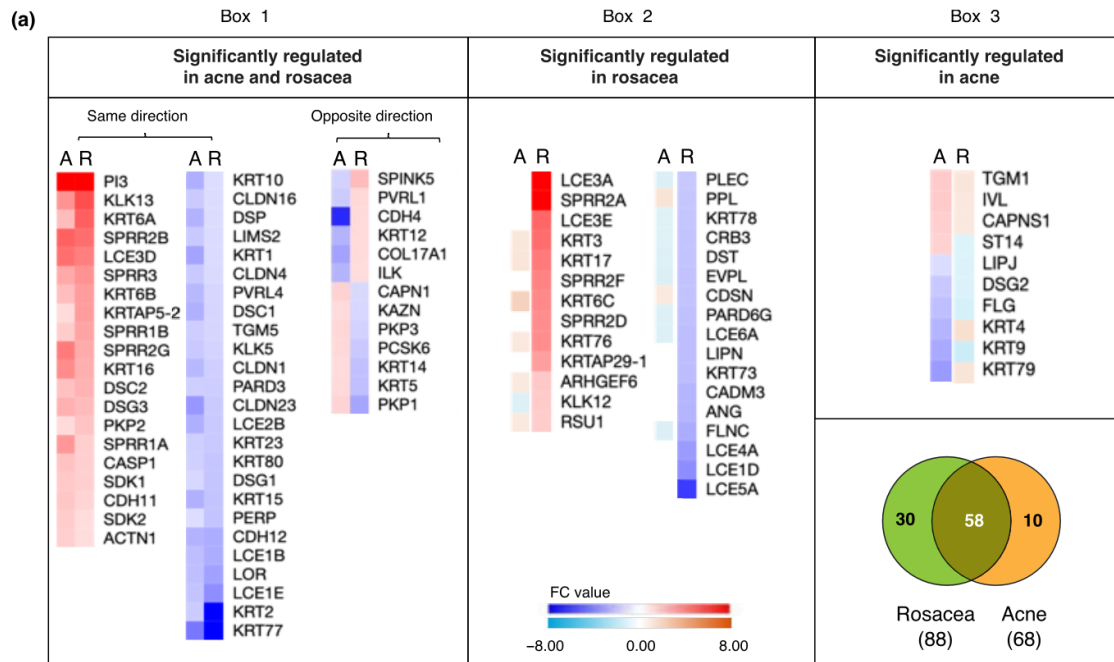 (a)
Box 1
Box 2
Box 3
Significantly regulated
in acne and rosacea
Significantly regulated
in rosacea
Significantly regulated
in acne
Same direction
Opposite direction
A R
PI3
KLK13
KRT6A
SPRR2B
LCE3D
SPRR3
KRT6B
KRTAP5-2
SPRR1B
SPRR2G
KRT16
DSC2
DSG3
PKP2
SPRR1A
CASP1
SDK1
CDH11
SDK2
ACTN1
A R
KRT10
CLDN16
DSP
LIMS2
KRT1
CLDN4
PVRL4
DSC1
TGM5
KLK5
CLDN1
PARD3
CLDN23
LCE2B
KRT23
KRT80
DSG1
KRT15
PERP
CDH12
LCE1B
LOR
LCE1E
KRT2
KRT77
A R
SPINK5
PVRL1
CDH4
KRT12
COL17A1
ILK
CAPN1
KAZN
PKP3
PCSK6
KRT14
KRT5
PKP1
A R
LCE3A
SPRR2A
LCE3E
KRT3
KRT17
SPRR2F
KRT6C
SPRR2D
KRT76
KRTAP29-1
ARHGEF6
KLK12
RSU1
A R
PLEC
PPL
KRT78
CRB3
DST
EVPL
CDSN
PARD6G
LCE6A
LIPN
KRT73
CADM3
ANG
FLNC
LCE4A
LCE1D
LCE5A
FC value
−8.00 0.00 8.00
A R
TGM1
IVL
CAPNS1
ST14
LIPJ
DSG2
FLG
KRT4
KRT9
KRT79
30 58 10
Rosacea
(88)
Acne
(68)